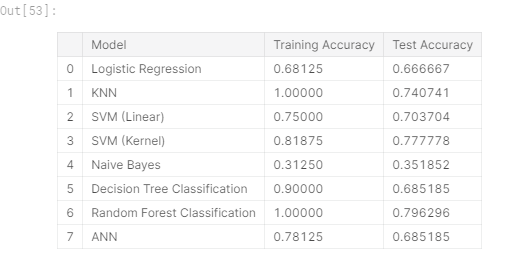 Out[53]:
Model Training Accuracy Test Accuracy
0 Logistic Regression 0.68125 0.666667
1 KNN 1.00000 0.740741
2 SVM (Linear) 0.75000 0.703704
3 SVM (Kernel) 0.81875 0.777778
4 Naive Bayes 0.31250 0.351852
5 Decision Tree Classification 0.90000 0.685185
6 Random Forest Classification 1.00000 0.796296
7 ANN 0.78125 0.685185